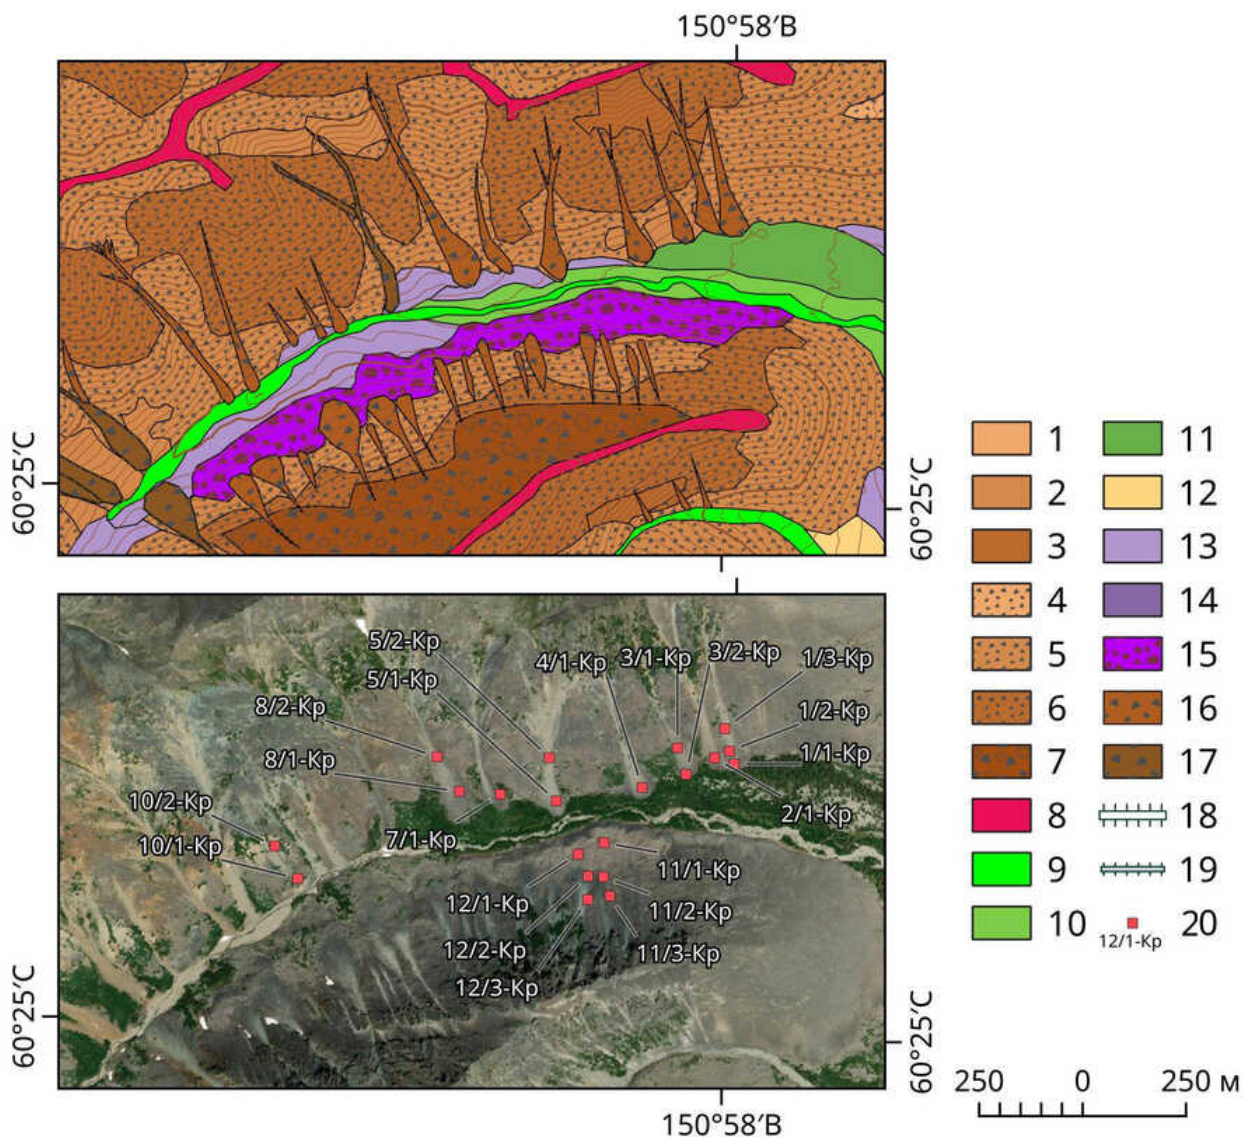 150°58′В
60°25′С
60°25′С
1
2
3
4
5
6
7
8
9
10
11
12
13
14
15
16
17
18
19
12/1-Кр
20
5/2-Кр
5/1-Кр
4/1-Кр
3/1-Кр
3/2-Кр
1/3-Кр
8/2-Кр
1/2-Кр
8/1-Кр
1/1-Кр
10/2-Кр
2/1-Кр
10/1-Кр
7/1-Кр
11/1-Кр
12/1-Кр
11/2-Кр
12/2-Кр
11/3-Кр
12/3-Кр
60°25′С
60°25′С
150°58′В
250 0 250 м